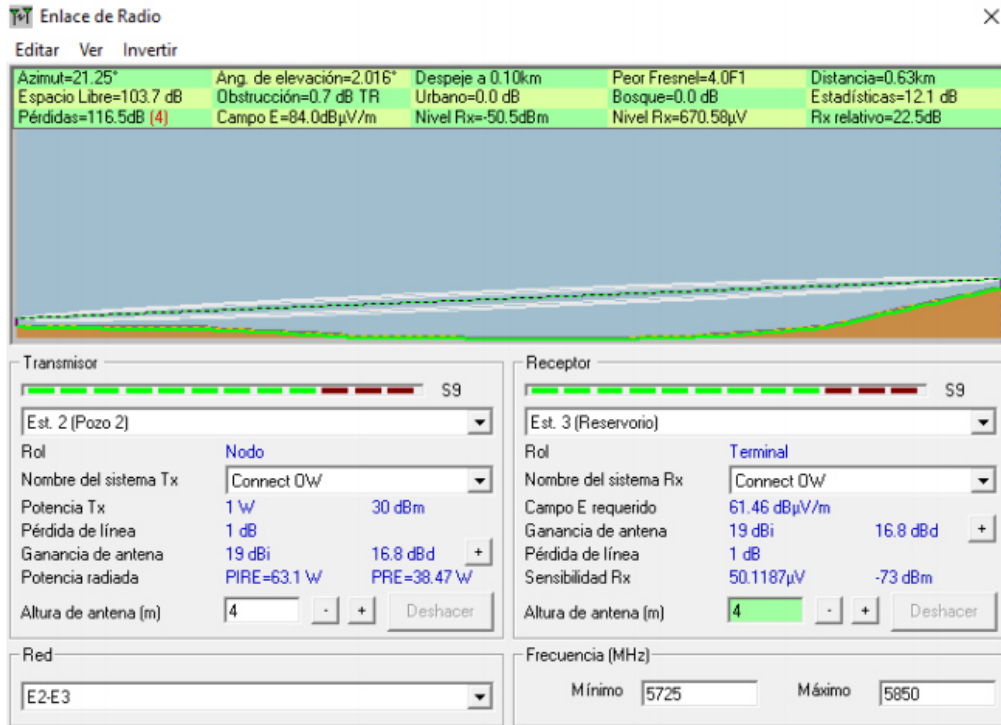 Enlace de Radio
Editar Ver Invertir
Azimut=21.25° Ang. de elevación=2.016° Despeje a 0.10km Peor Fresnel=4.0F1 Distancia=0.63km
Espacio Libre=103.7 dB Obstrucción=0.7 dB TR Urbano=0.0 dB Bosque=0.0 dB Estadísticas=12.1 dB
Pérdidas=116.5dB (4) Campo E=84.0dBµV/m Nivel Rx=-50.5dBm Nivel Rx=670.58µV Rx relativo=22.5dB
Transmisor
S9
Est. 2 (Pozo 2)
Rol Nodo
Nombre del sistema Tx Connect OW
Potencia Tx 1 W 30 dBm
Pérdida de línea 1 dB
Ganancia de antena 19 dBi 16.8 dBd +
Potencia radiada PIRE=63.1 W PRE=38.47 W
Altura de antena (m) 4 - + Deshacer
Receptor
S9
Est. 3 (Reservorio)
Rol Terminal
Nombre del sistema Rx Connect OW
Campo E requerido 61.46 dBµV/m
Ganancia de antena 19 dBi 16.8 dBd +
Pérdida de línea 1 dB
Sensibilidad Rx 50.1187µV -73 dBm
Altura de antena (m) 4 - + Deshacer
Red
E2-E3
Frecuencia (MHz)
Mínimo 5725 Máximo 5850